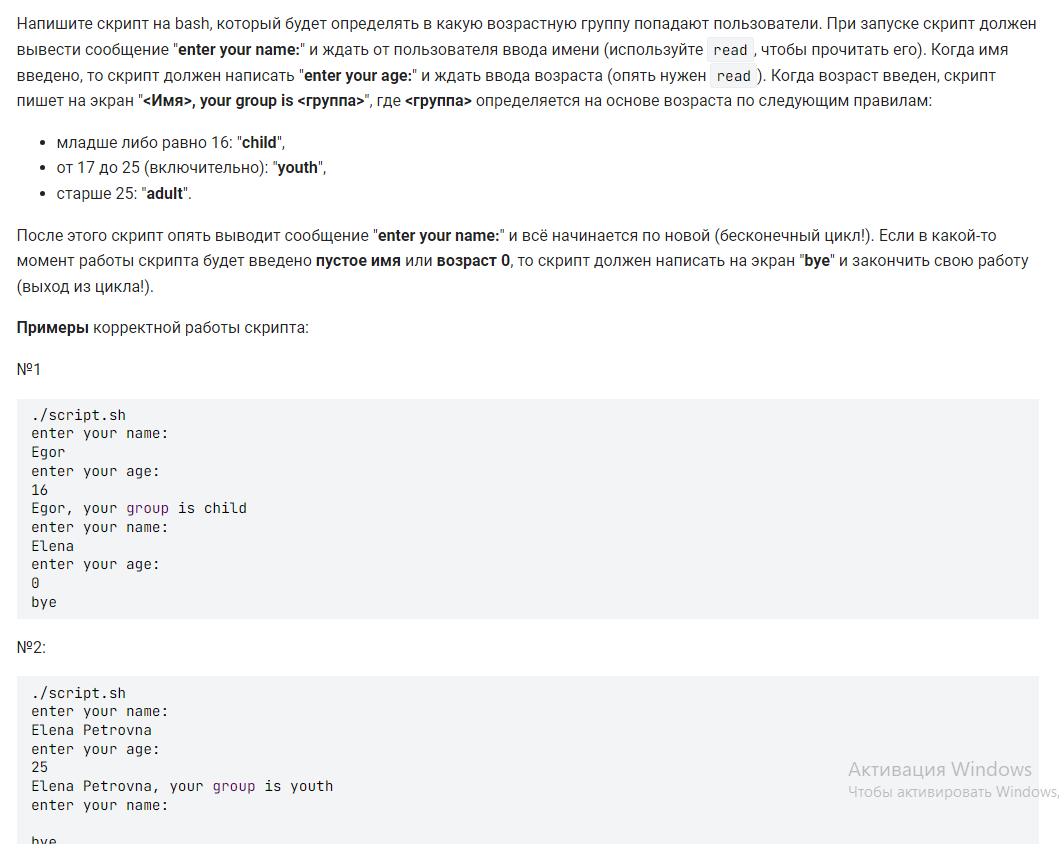 Напишите скрипт на bash, который будет определять в какую возрастную группу попадают пользователи. При запуске скрипт должен
вывести сообщение "enter your name:" и ждать от пользователя ввода имени (используйте read , чтобы прочитать его). Когда имя
введено, то скрипт должен написать "enter your age:" и ждать ввода возраста (опять нужен read ). Когда возраст введен, скрипт
пишет на экран "<Имя>, your group is <группа>", где <группа> определяется на основе возраста по следующим правилам:
• младше либо равно 16: "child",
• от 17 до 25 (включительно): "youth",
• старше 25: "adult".
После этого скрипт опять выводит сообщение "enter your name:" и всё начинается по новой (бесконечный цикл!). Если в какой-то
момент работы скрипта будет введено пустое имя или возраст 0, то скрипт должен написать на экран "bye" и закончить свою работу
(выход из цикла!).
Примеры корректной работы скрипта:
№1
./script.sh
enter your name:
Egor
enter your age:
16
Egor, your group is child
enter your name:
Elena
enter your age:
0
bye
№2:
./script.sh
enter your name:
Elena Petrovna
enter your age:
25
Elena Petrovna, your group is youth
enter your name:
bye
Активация Windows
Чтобы активировать Windows,